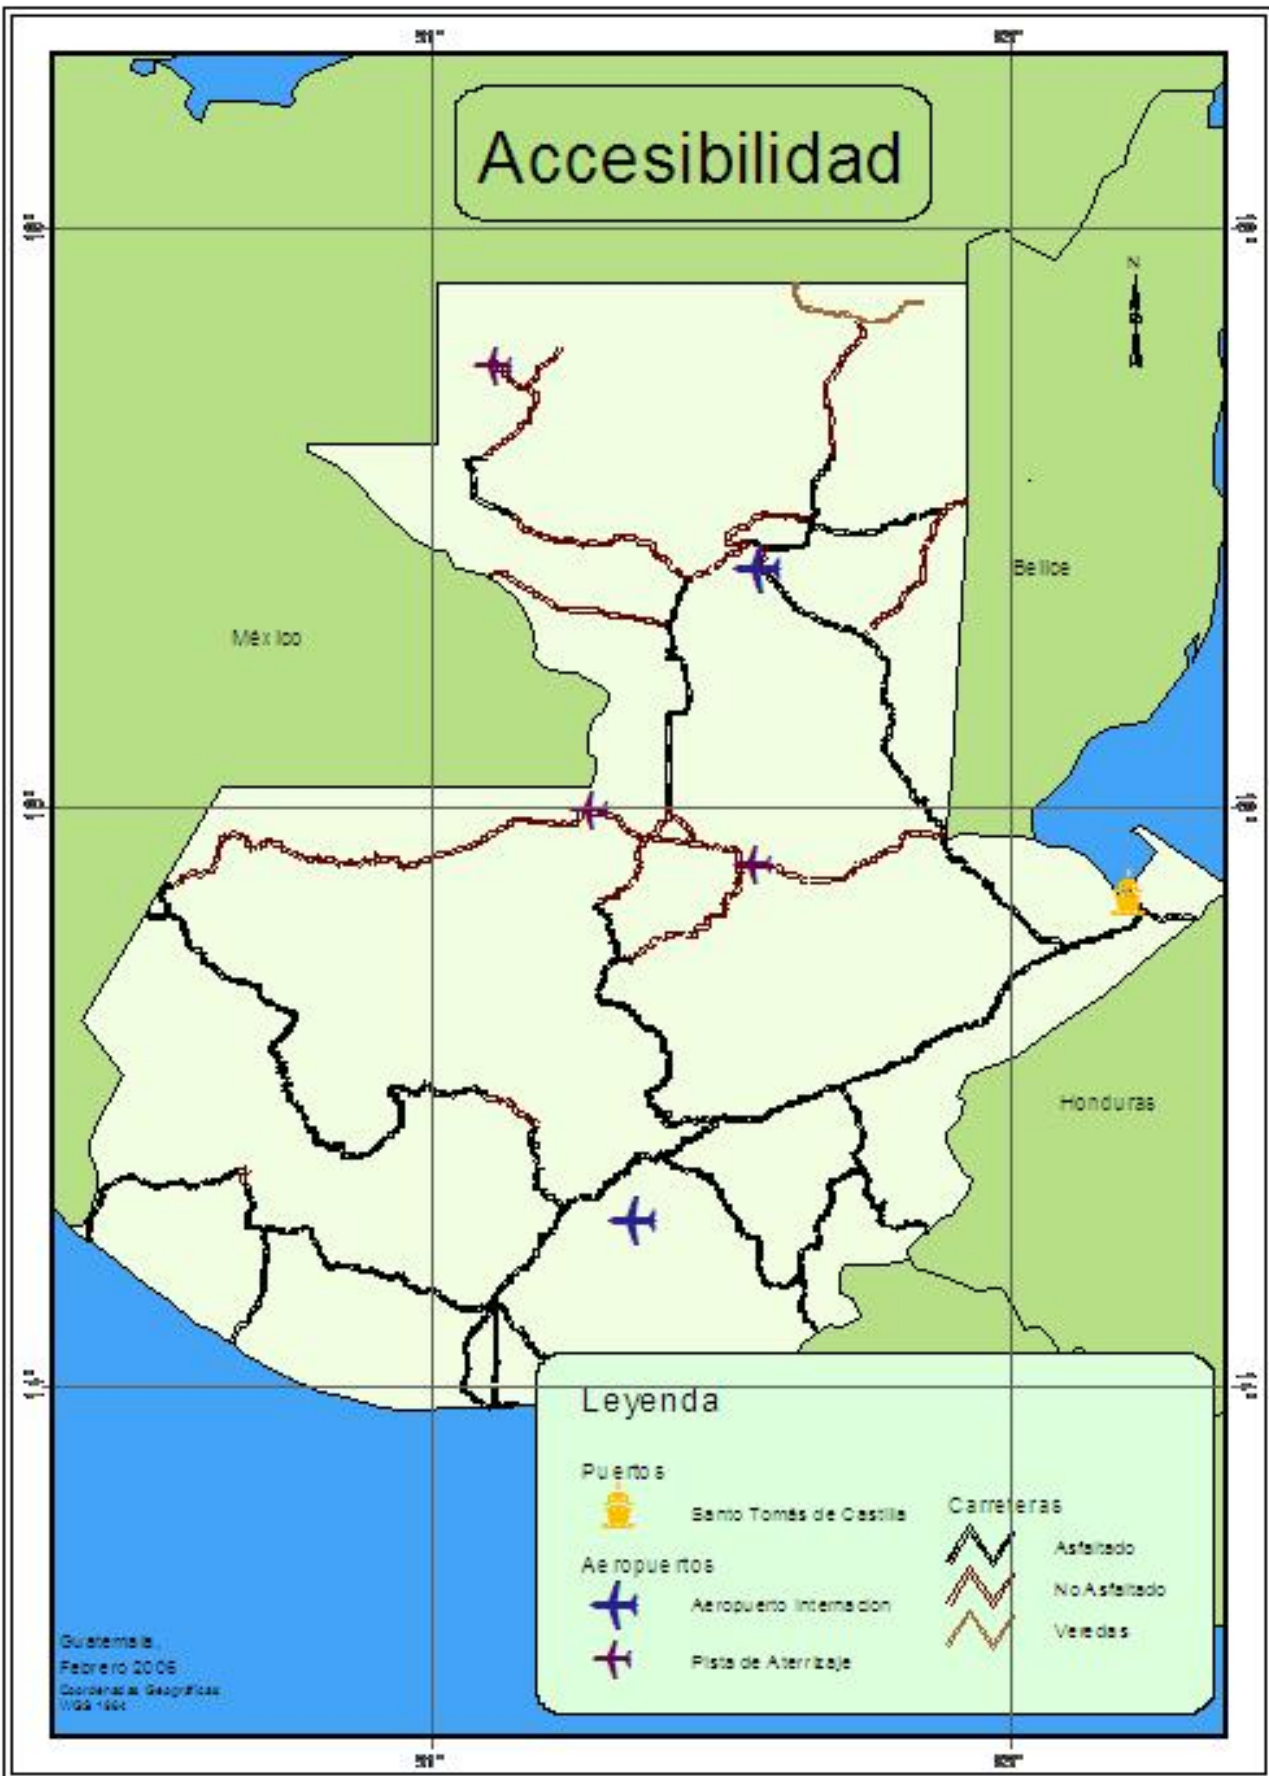 Accesibilidad
N
Belice
México
Honduras
Leyenda
Puertos
Santo Tomás de Castilla
Carreteras
Asfaltado
Aeropuertos
No Asfaltado
Aeropuerto Internacion
Veredas
Pista de Aterrizaje
Guatemala,
Febrero 2006
Coordenadas Geográficas
WGS 1984